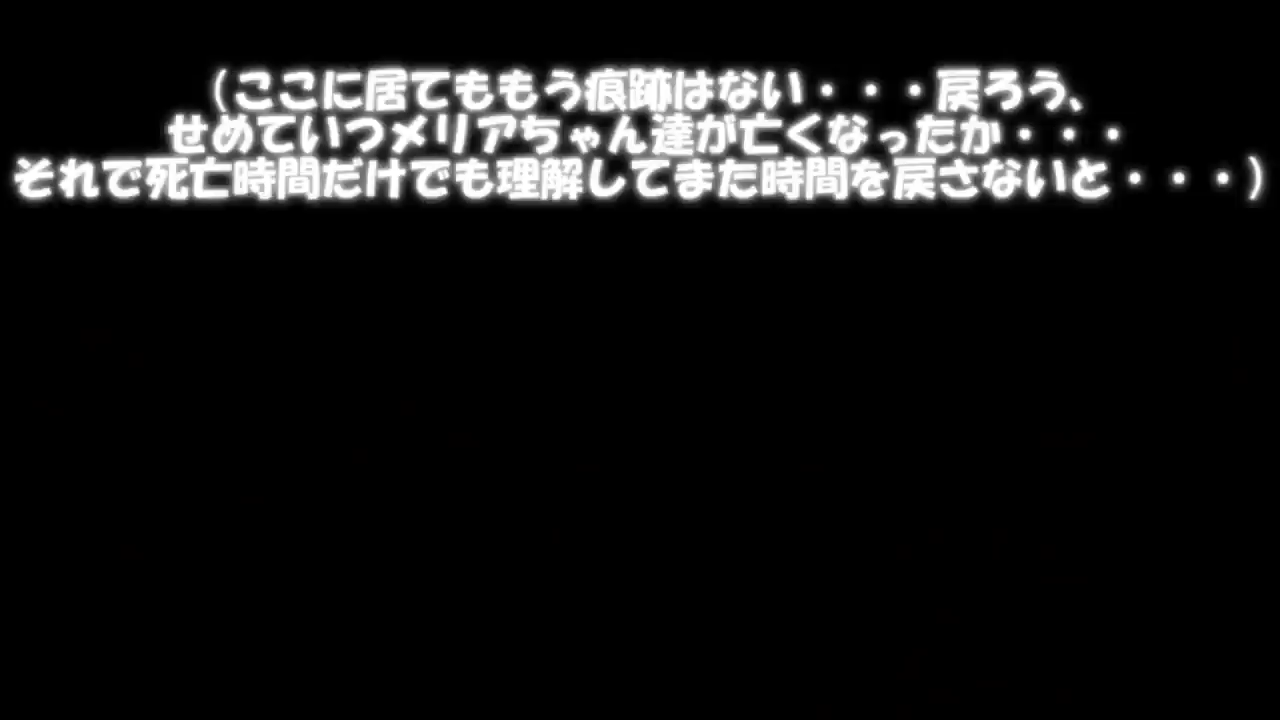 （ここに居てももう痕跡はない・・・戻ろう、
せめていつメリアちゃん達が亡くなったか・・・
それで死亡時間だけでも理解してまた時間を戻さないと・・・）